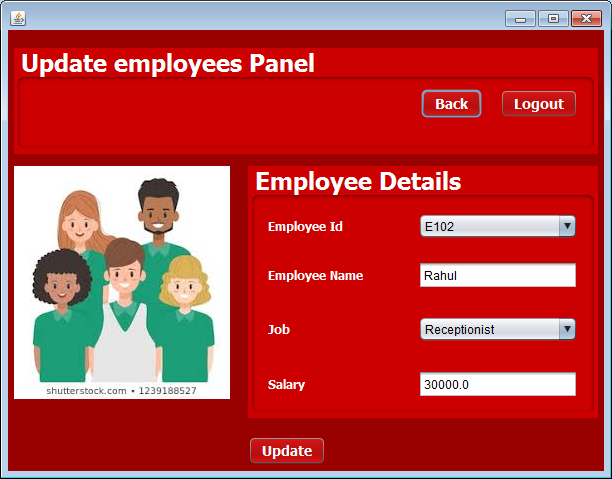 Update employees Panel
Back Logout
Employee Details
Employee Id E102
Employee Name Rahul
Job Receptionist
Salary 30000.0
shutterstock.com • 1239188527
Update